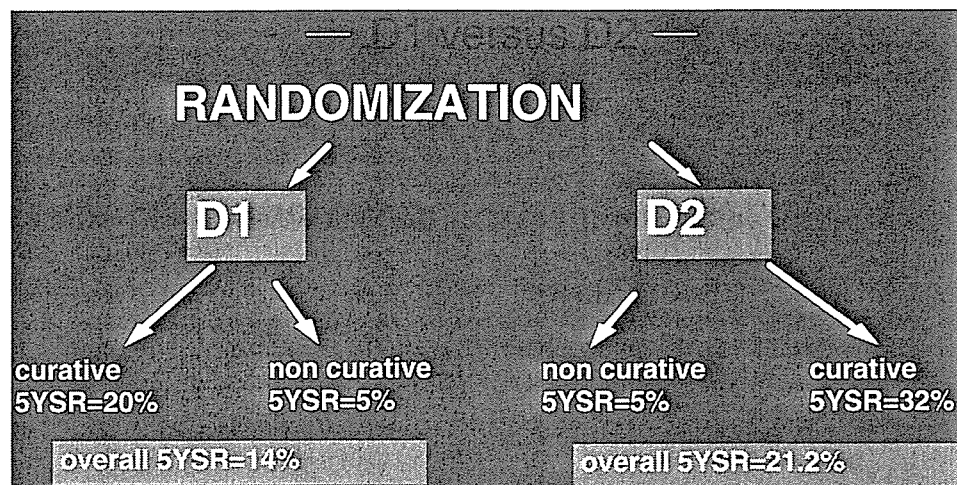 D1 versus D2
RANDOMIZATION
D1
D2
curative
5YSR=20%
non curative
5YSR=5%
non curative
5YSR=5%
curative
5YSR=32%
overall 5YSR=14%
overall 5YSR=21.2%